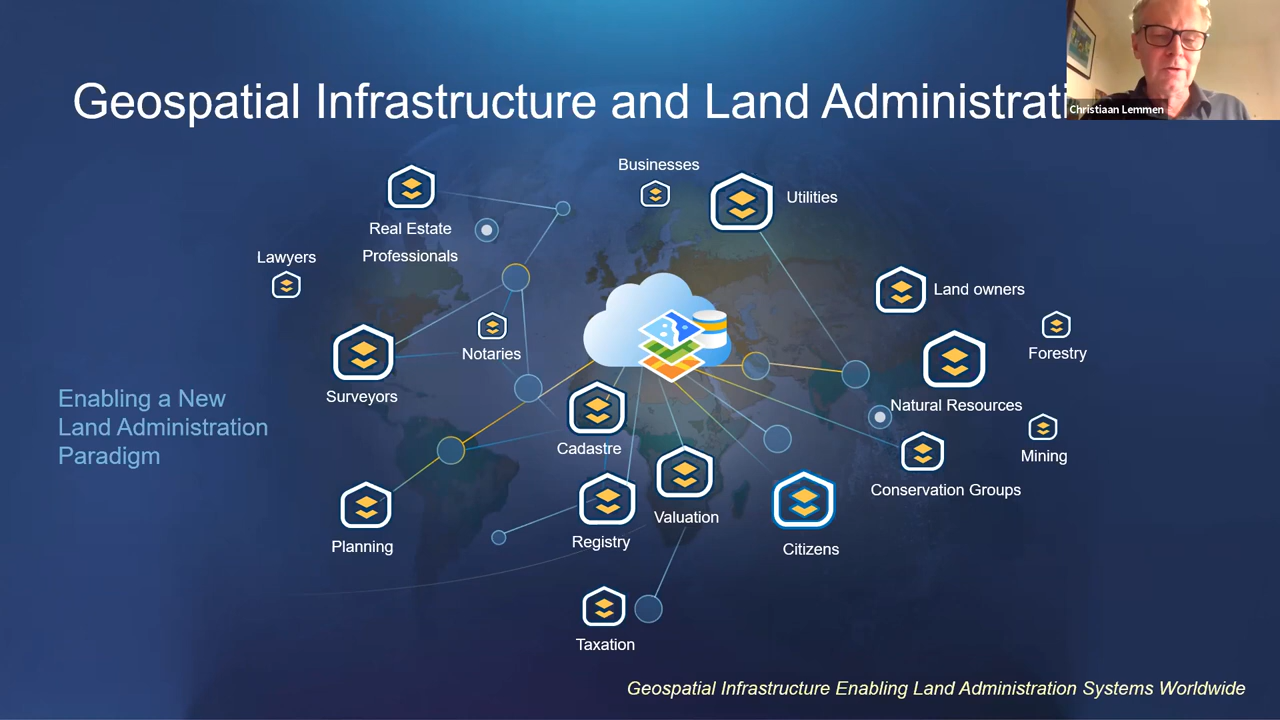 Geospatial Infrastructure and Land Administrati
Christiaan Lemmen
Businesses
Utilities
Real Estate
Professionals
Lawyers
Land owners
Notaries
Forestry
Surveyors
Enabling a New
Land Administration
Paradigm
Natural Resources
Cadastre
Mining
Conservation Groups
Valuation
Planning
Registry
Citizens
Taxation
Geospatial Infrastructure Enabling Land Administration Systems Worldwide